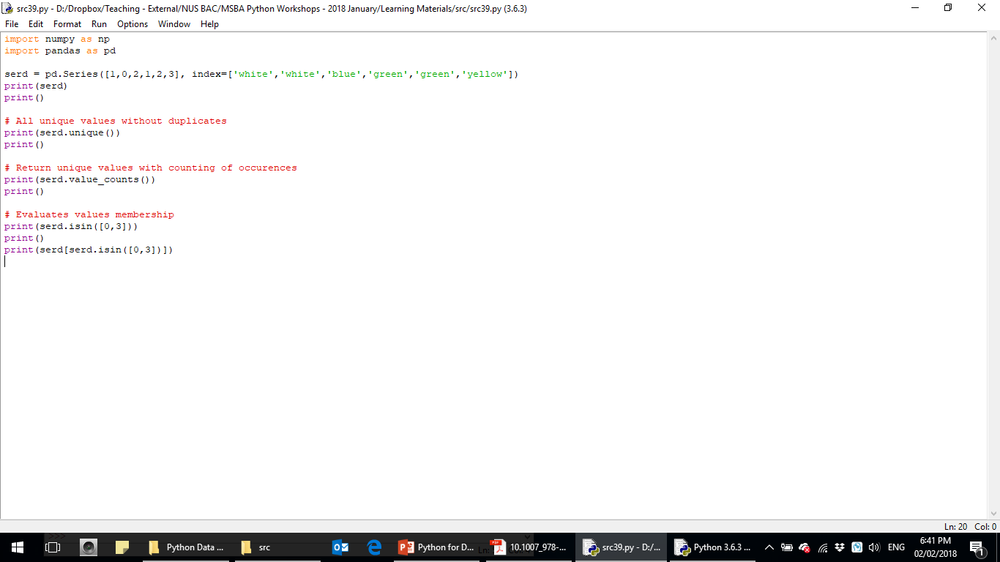 src39.py - D:/Dropbox/Teaching - External/NUS BAC/MSBA Python Workshops - 2018 January/Learning Materials/src/src39.py (3.6.3)
File Edit Format Run Options Window Help
import numpy as np
import pandas as pd
serd = pd.Series([1,0,2,1,2,3], index=['white','white','blue','green','green','yellow'])
print(serd)
print()
# All unique values without duplicates
print(serd.unique())
print()
# Return unique values with counting of occurences
print(serd.value_counts())
print()
# Evaluates values membership
print(serd.isin([0,3]))
print()
print(serd[serd.isin([0,3])])
Ln: 20 Col: 0
>>>
Python Data ... src Python for D... Ln: 10.1007_978-... src39.py - D:/... Python 3.6.3 ... ENG 6:41 PM
02/02/2018 1